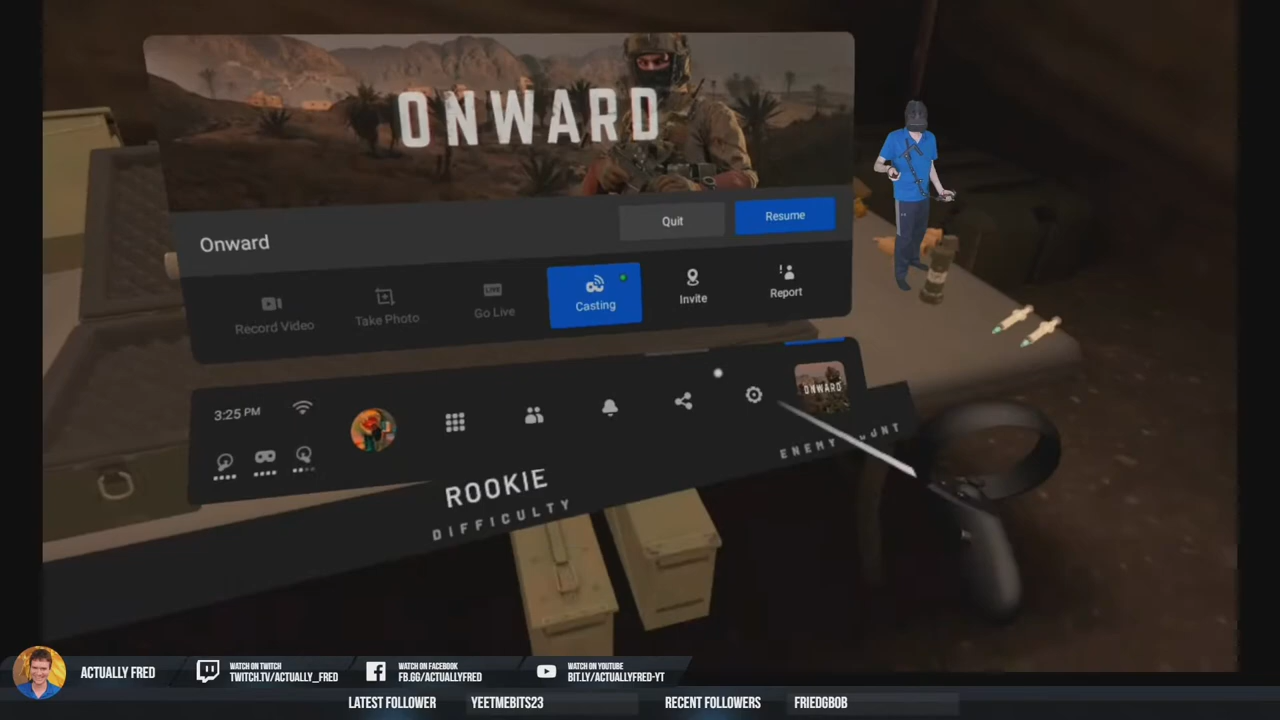 ONWARD
Onward
Quit
Resume
Record Video
Take Photo
LIVE
Go Live
Casting
Invite
Report
3:25 PM
ONWARD
ENEMY
ROOKIE
DIFFICULTY
ACTUALLY FRED
WATCH ON TWITCH
TWITCH.TV/ACTUALLY_FRED
WATCH ON FACEBOOK
FB.GG/ACTUALLYFRED
WATCH ON YOUTUBE
BIT.LY/ACTUALLYFRED-YT
LATEST FOLLOWER
YEETMEBITS23
RECENT FOLLOWERS
FRIEDGBOB